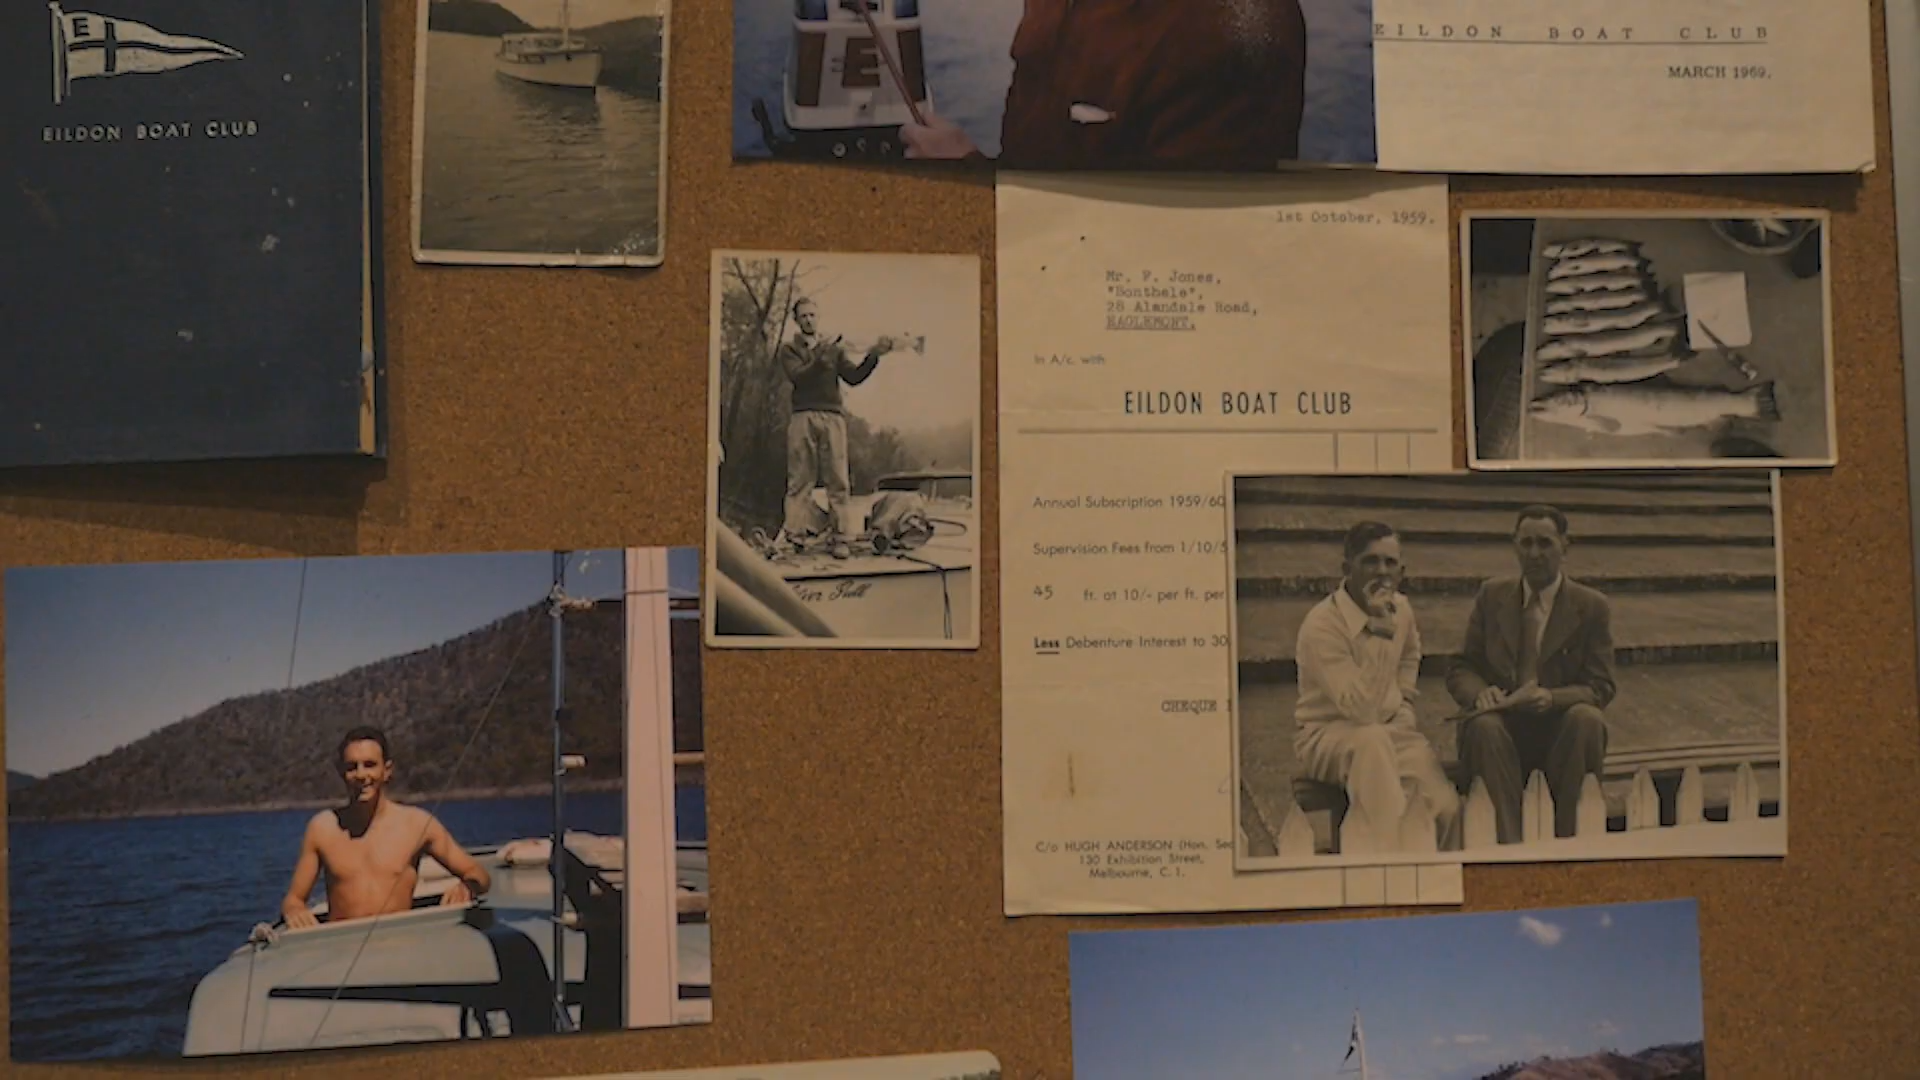 E
EILDON BOAT CLUB
E
EILDON BOAT CLUB
MARCH 1969.
1st October, 1959.
Mr. F. Jones,
28 Alandale Road,
EAGLEMONT.
In A/c. with
EILDON BOAT CLUB
Annual Subscription 1959/60
Supervision Fees from 1/10/5
45 ft. at 10/- per ft. per
Less Debenture Interest to 30
CHEQUE
C/o HUGH ANDERSON (Hon. Sec
130 Exhibition Street,
Melbourne, C.1.